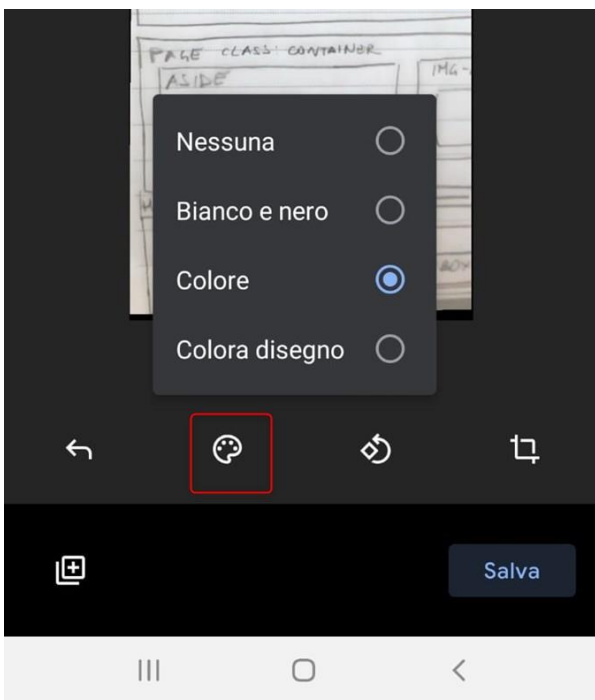 PAGE CLASS: CONTAINER
ASIDE
Nessuna
Bianco e nero
Colore
Colora disegno
Salva